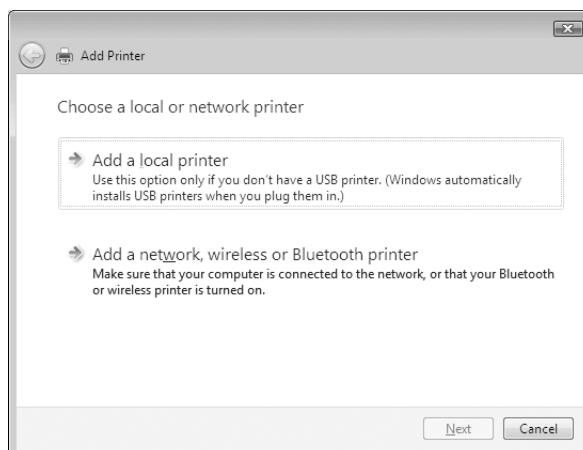 Add Printer
Choose a local or network printer
Add a local printer
Use this option only if you don't have a USB printer. (Windows automatically
installs USB printers when you plug them in.)
Add a network, wireless or Bluetooth printer
Make sure that your computer is connected to the network, or that your Bluetooth
or wireless printer is turned on.
Next Cancel